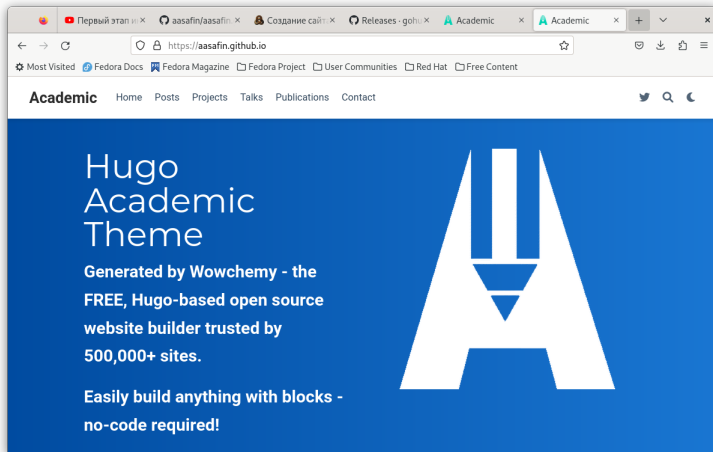 Первый этап и
aasafin/aasafin.
Создание сайт
Releases - gohu
Academic
Academic
https://aasafin.github.io
Most Visited Fedora Docs Fedora Magazine Fedora Project User Communities Red Hat Free Content
Academic Home Posts Projects Talks Publications Contact
Hugo
Academic
Theme
Generated by Wowchemy - the
FREE, Hugo-based open source
website builder trusted by
500,000+ sites.
Easily build anything with blocks -
no-code required!